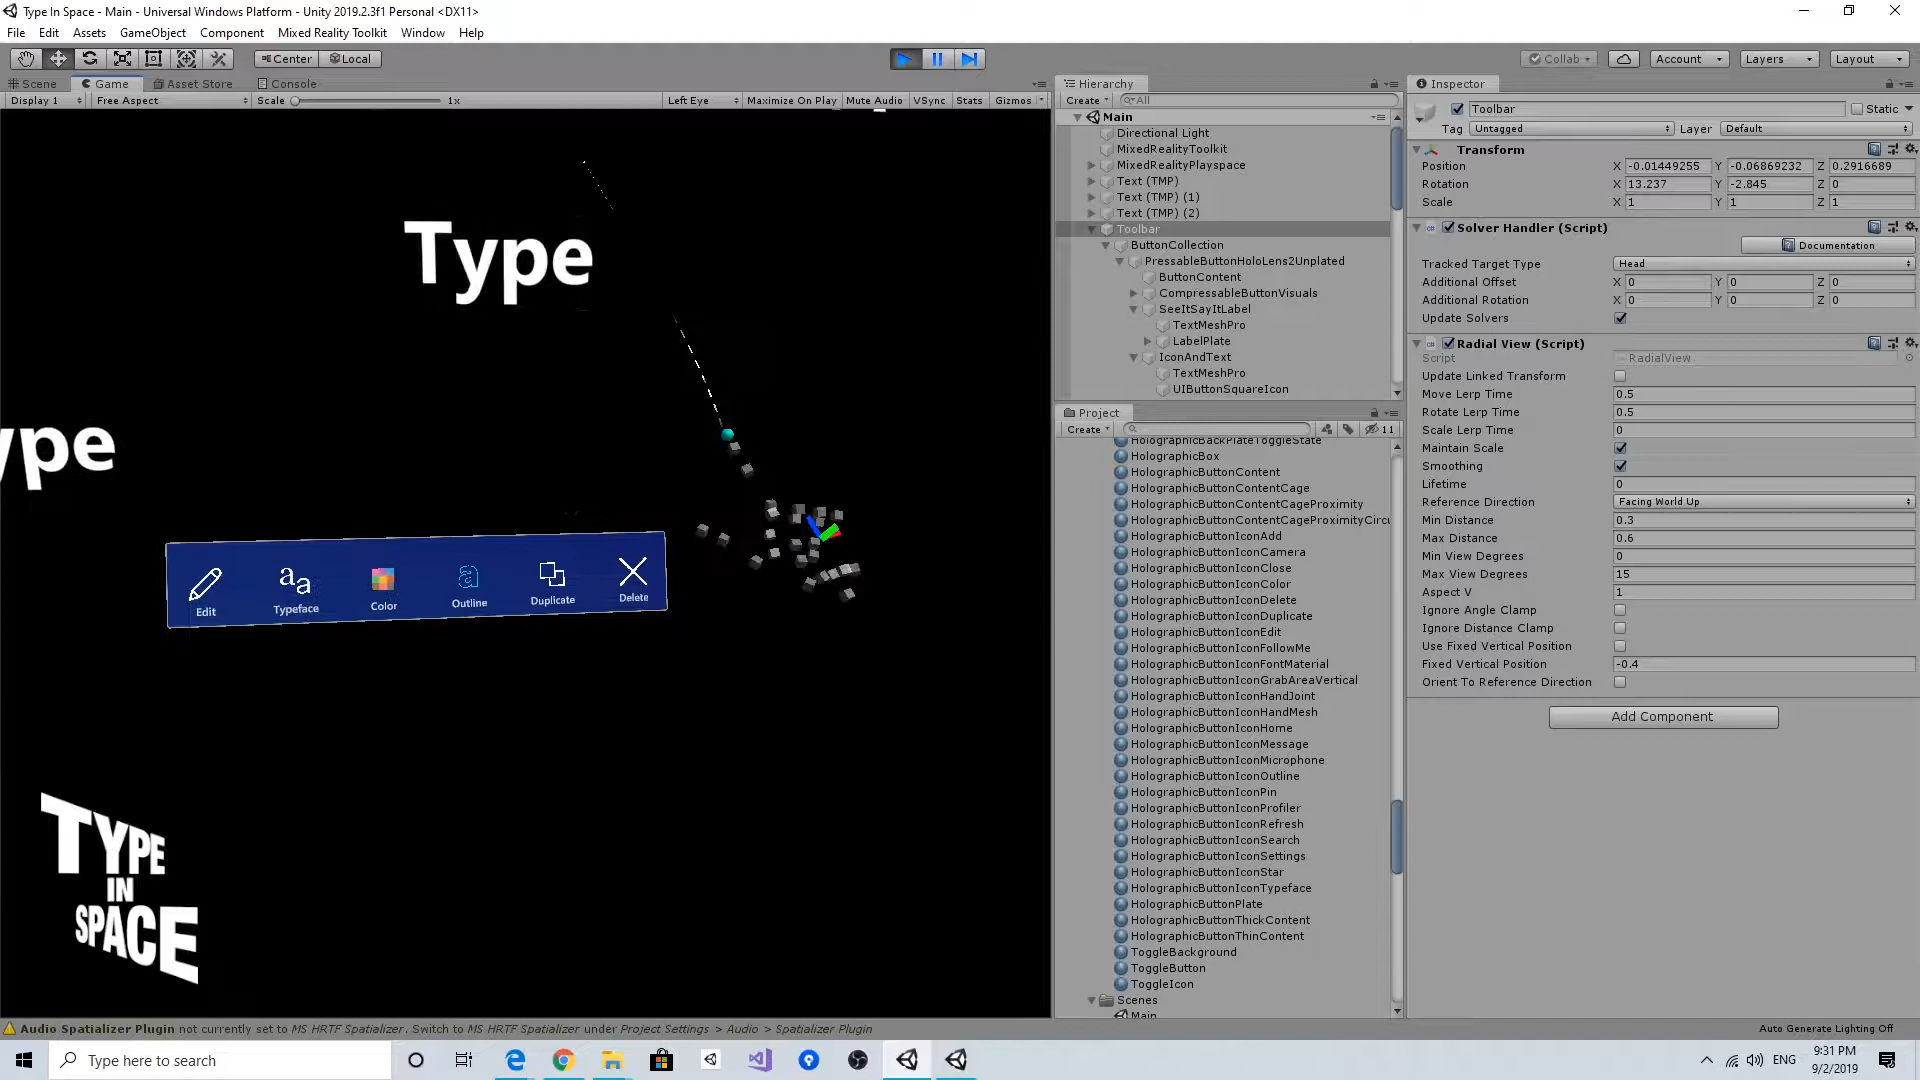 Type In Space - Main - Universal Windows Platform - Unity 2019.2.3f1 Personal <DX11>
File Edit Assets GameObject Component Mixed Reality Toolkit Window Help
Center Local Collab Account Layers Layout
Scene Game Asset Store Console
Display 1 Free Aspect Scale 1x Left Eye Maximize On Play Mute Audio VSync Stats Gizmos
Type
ype
Edit Typeface Color Outline Duplicate Delete
TYPE
IN
SPACE
Hierarchy
Create All
Main
Directional Light
MixedRealityToolkit
MixedRealityPlayspace
Text (TMP)
Text (TMP) (1)
Text (TMP) (2)
Toolbar
ButtonCollection
PressableButtonHoloLens2Unplated
ButtonContent
CompressableButtonVisuals
SeeItSayItLabel
TextMeshPro
LabelPlate
IconAndText
TextMeshPro
UIButtonSquareIcon
Project
Create 11
HolographicBackPlateToggleState
HolographicBox
HolographicButtonContent
HolographicButtonContentCage
HolographicButtonContentCageProximity
HolographicButtonContentCageProximityCircu
HolographicButtonIconAdd
HolographicButtonIconCamera
HolographicButtonIconClose
HolographicButtonIconColor
HolographicButtonIconDelete
HolographicButtonIconDuplicate
HolographicButtonIconEdit
HolographicButtonIconFollowMe
HolographicButtonIconFontMaterial
HolographicButtonIconGrabAreaVertical
HolographicButtonIconHandJoint
HolographicButtonIconHandMesh
HolographicButtonIconHome
HolographicButtonIconMessage
HolographicButtonIconMicrophone
HolographicButtonIconOutline
HolographicButtonIconPin
HolographicButtonIconProfiler
HolographicButtonIconRefresh
HolographicButtonIconSearch
HolographicButtonIconSettings
HolographicButtonIconStar
HolographicButtonIconTypeface
HolographicButtonPlate
HolographicButtonThickContent
HolographicButtonThinContent
ToggleBackground
ToggleButton
ToggleIcon
Scenes
Main
Inspector
Toolbar Static
Tag Untagged Layer Default
Transform
Position X -0.01449255 Y -0.06869232 Z 0.2916689
Rotation X 13.237 Y -2.845 Z 0
Scale X 1 Y 1 Z 1
Solver Handler (Script)
Documentation
Tracked Target Type Head
Additional Offset X 0 Y 0 Z 0
Additional Rotation X 0 Y 0 Z 0
Update Solvers
Radial View (Script)
Script RadialView
Update Linked Transform
Move Lerp Time 0.5
Rotate Lerp Time 0.5
Scale Lerp Time 0
Maintain Scale
Smoothing
Lifetime 0
Reference Direction Facing World Up
Min Distance 0.3
Max Distance 0.6
Min View Degrees 0
Max View Degrees 15
Aspect V 1
Ignore Angle Clamp
Ignore Distance Clamp
Use Fixed Vertical Position
Fixed Vertical Position -0.4
Orient To Reference Direction
Add Component
Audio Spatializer Plugin not currently set to MS HRTF Spatializer. Switch to MS HRTF Spatializer under Project Settings > Audio > Spatializer Plugin
Auto Generate Lighting Off
Type here to search
ENG
9:31 PM
9/2/2019